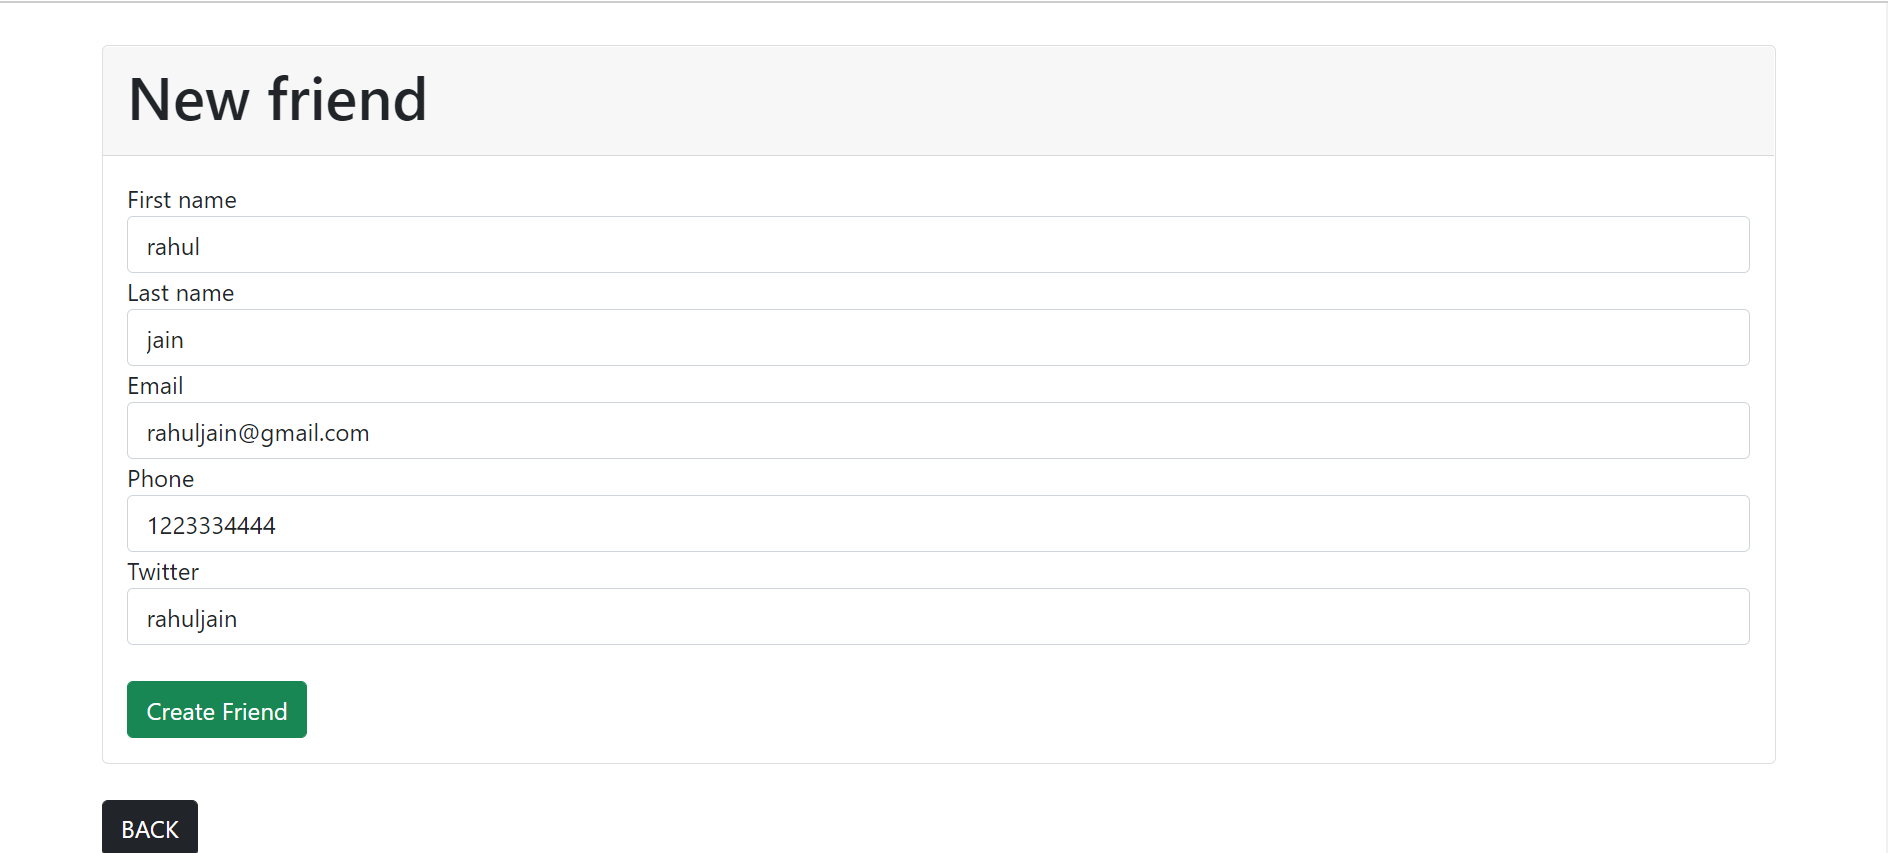 New friend
First name
rahul
Last name
jain
Email
rahuljain@gmail.com
Phone
1223334444
Twitter
rahuljain
Create Friend
BACK